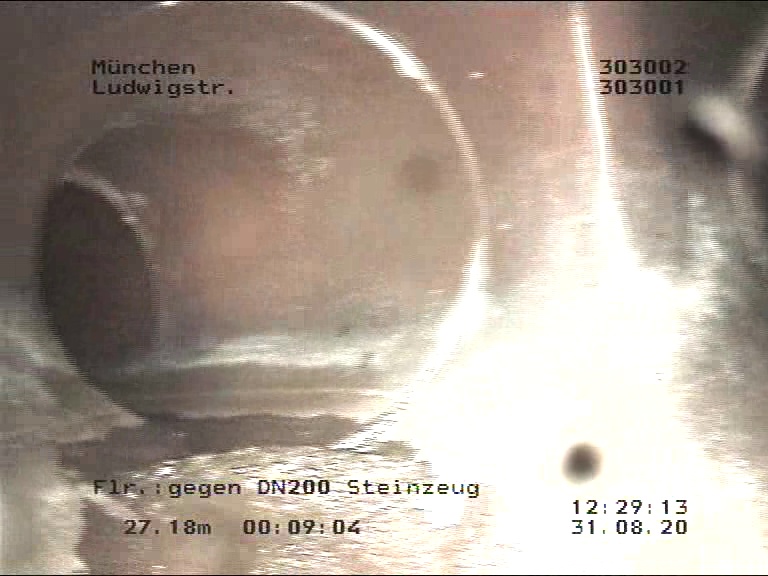 München
Ludwigstr.
303002
303001
Flr.:gegen DN200 Steinzeug
27.18m 00:09:04
12:29:13
31.08.20